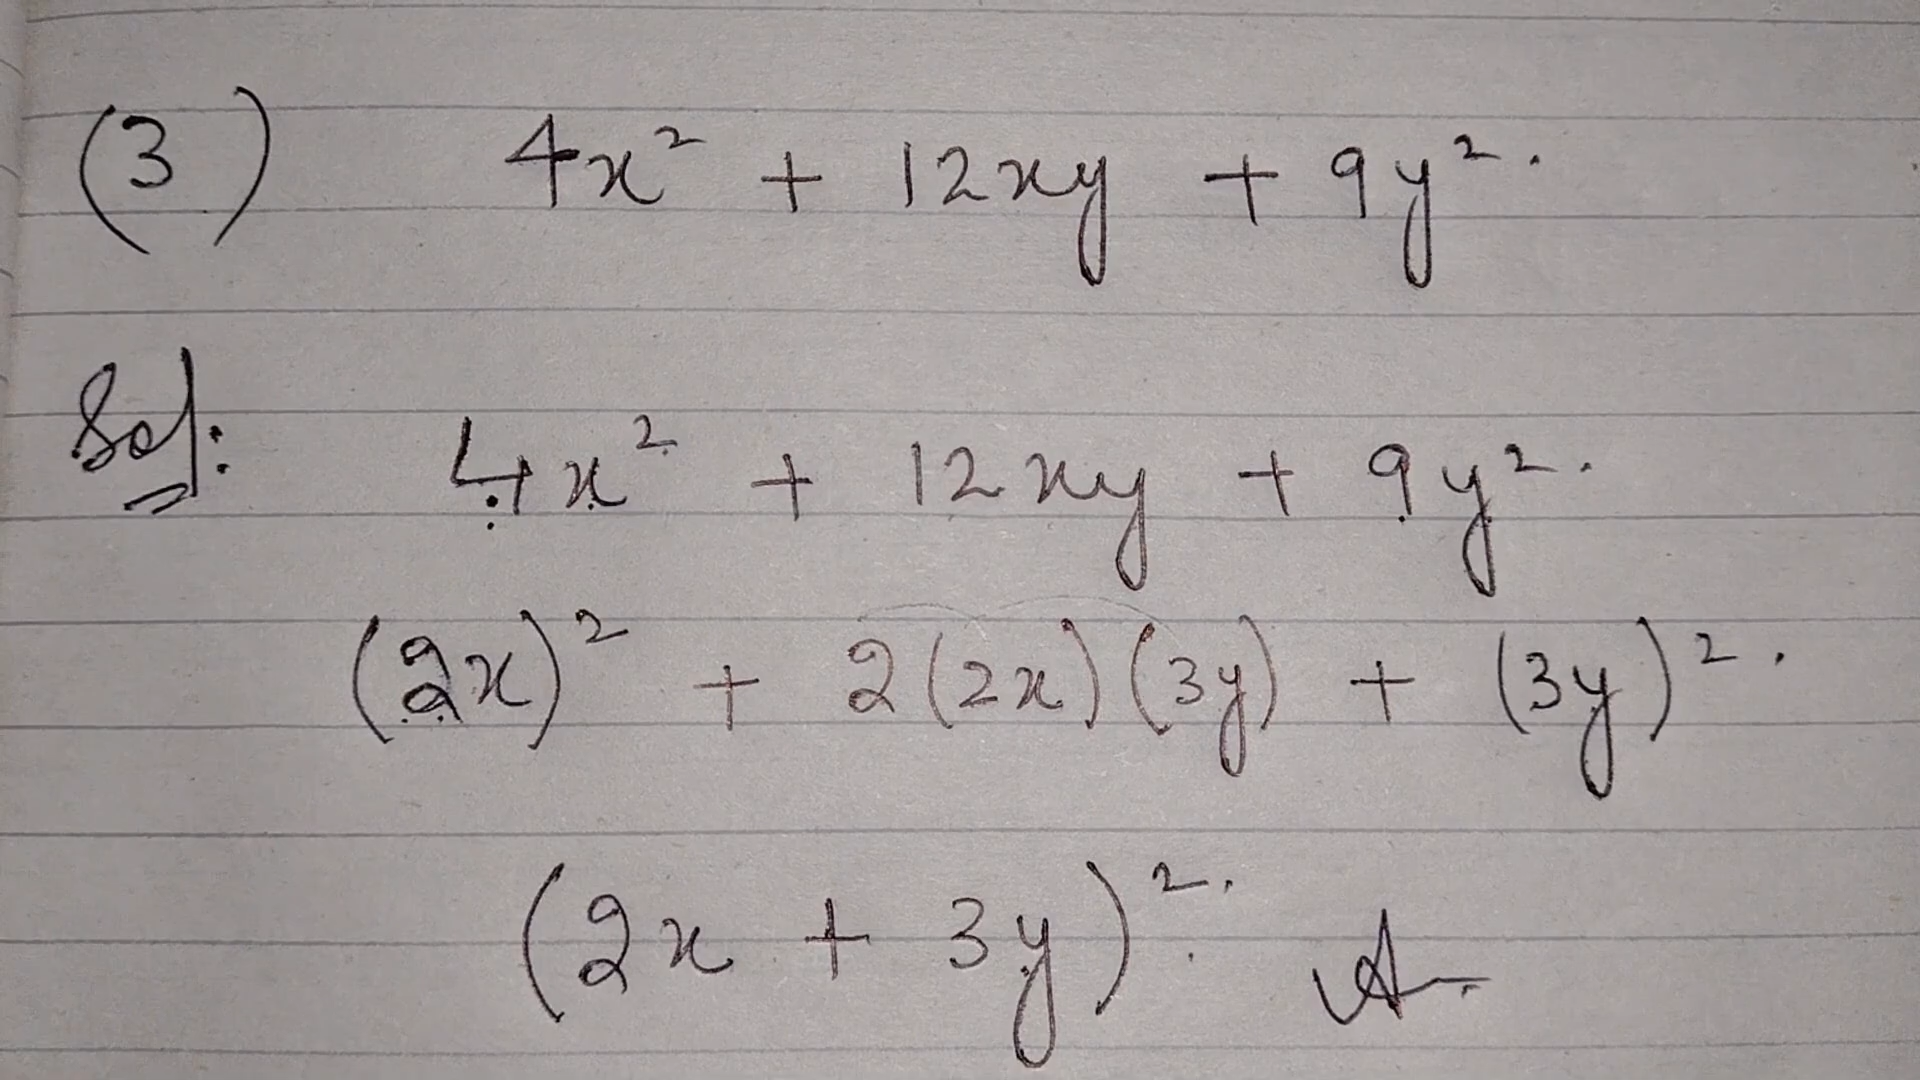 (3) 4x² + 12xy + 9y².
Sol: 4x² + 12xy + 9y².
(2x)² + 2(2x)(3y) + (3y)².
(2x + 3y)².